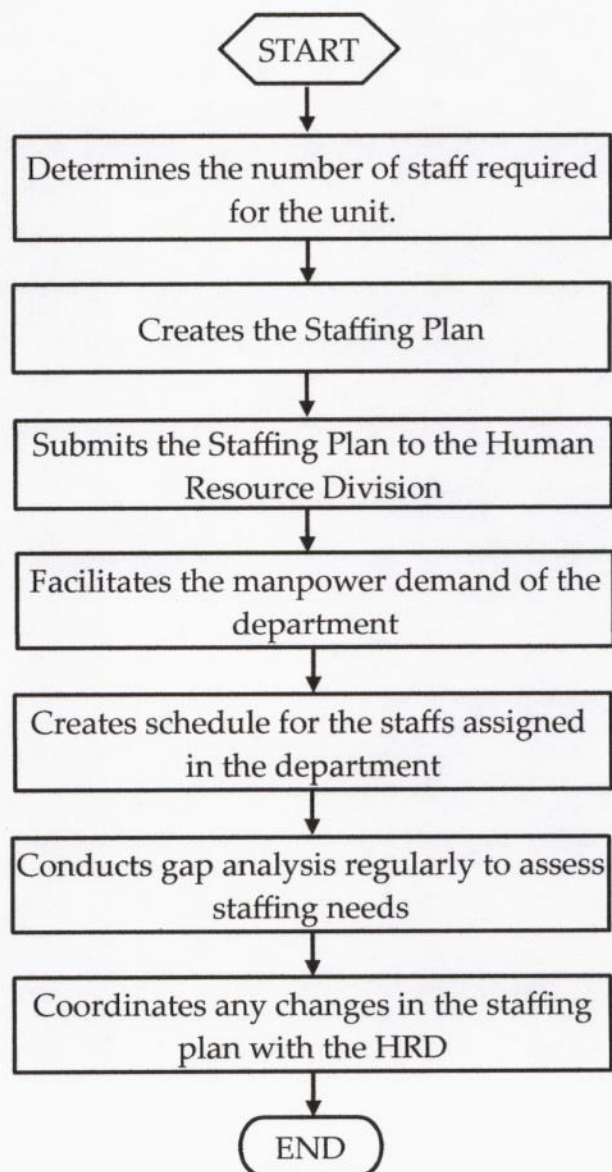 START
Determines the number of staff required
for the unit.
Creates the Staffing Plan
Submits the Staffing Plan to the Human
Resource Division
Facilitates the manpower demand of the
department
Creates schedule for the staffs assigned
in the department
Conducts gap analysis regularly to assess
staffing needs
Coordinates any changes in the staffing
plan with the HRD
END